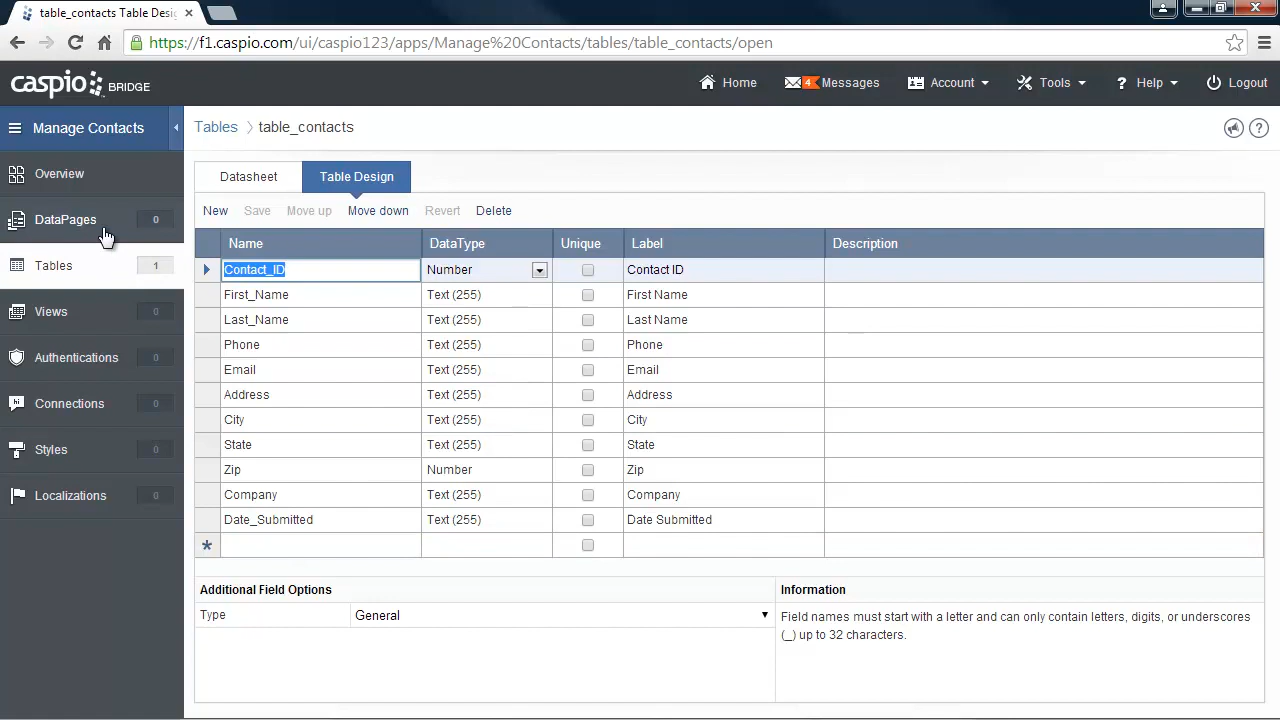 table_contacts Table Desi
https://f1.caspio.com/ui/caspio123/apps/Manage%20Contacts/tables/table_contacts/open
caspio BRIDGE
Home
4 Messages
Account
Tools
? Help
Logout
Manage Contacts
Overview
DataPages 0
Tables 1
Views 0
Authentications 0
hi Connections 0
Styles 0
Localizations 0
Tables > table_contacts
?
Datasheet
Table Design
New Save Move up Move down Revert Delete
Name DataType Unique Label Description
Contact_ID Number Contact ID
First_Name Text (255) First Name
Last_Name Text (255) Last Name
Phone Text (255) Phone
Email Text (255) Email
Address Text (255) Address
City Text (255) City
State Text (255) State
Zip Number Zip
Company Text (255) Company
Date_Submitted Text (255) Date Submitted
*
Additional Field Options
Type General
Information
Field names must start with a letter and can only contain letters, digits, or underscores
(_) up to 32 characters.